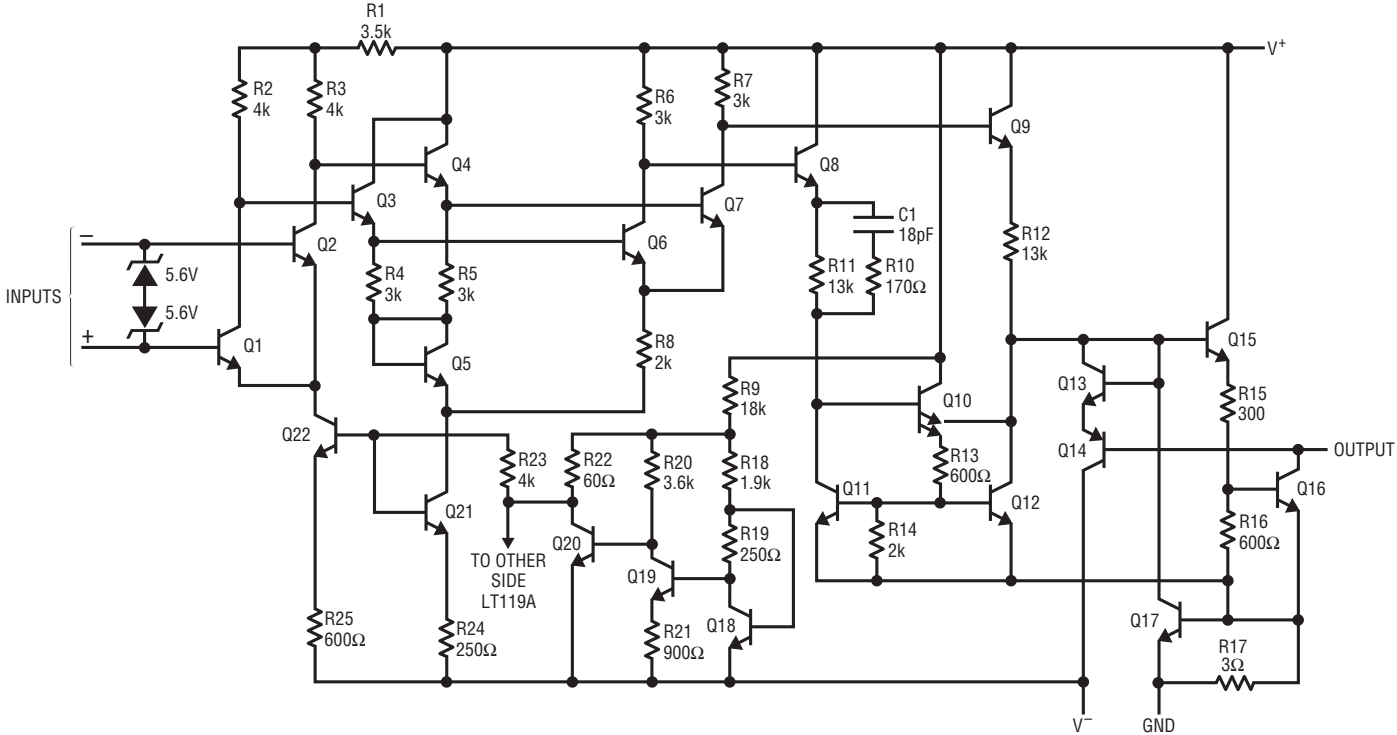 R1
3.5k
V+
R2
4k
R3
4k
R6
3k
R7
3k
Q9
Q4
Q8
Q3
Q7
C1
18pF
−
Q2
Q6
R12
13k
5.6V
R4
3k
R5
3k
R11
13k
R10
170Ω
INPUTS
5.6V
+
Q1
Q5
R8
2k
Q15
R9
18k
Q10
Q13
R15
300
Q22
R23
4k
R22
60Ω
R20
3.6k
R18
1.9k
R13
600Ω
Q14
OUTPUT
Q21
Q11
Q12
Q16
Q20
R19
250Ω
R14
2k
R16
600Ω
TO OTHER
SIDE
LT119A
Q19
R25
600Ω
R24
250Ω
R21
900Ω
Q18
Q17
R17
3Ω
V−
GND